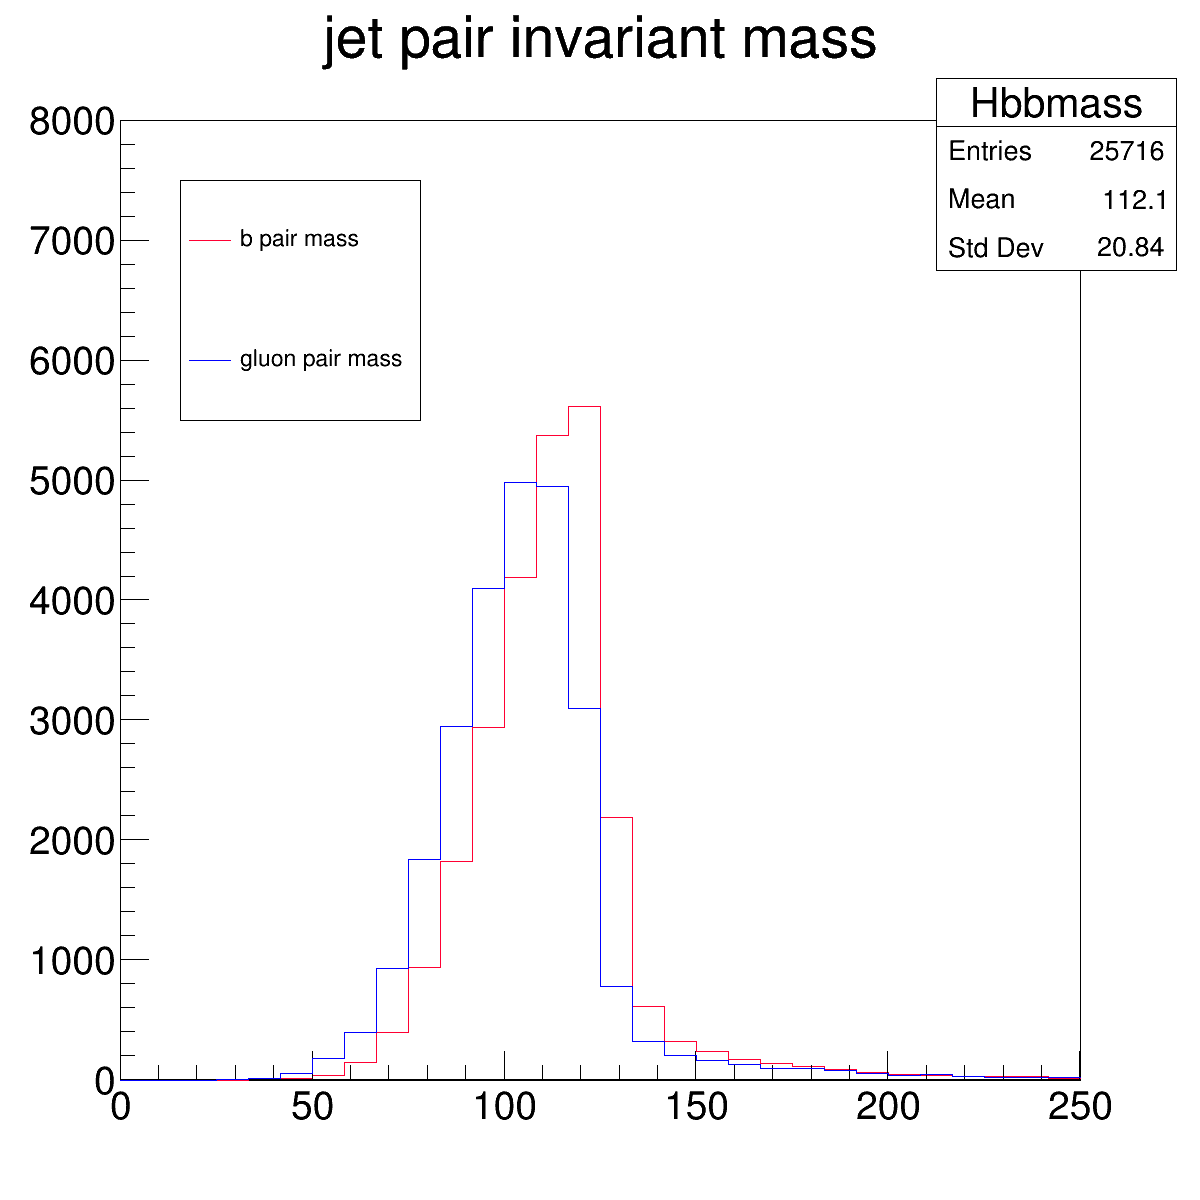 jet pair invariant mass
Hbbmass
Entries 25716
Mean 112.1
Std Dev 20.84
b pair mass
gluon pair mass
8000
7000
6000
5000
4000
3000
2000
1000
0
0 50 100 150 200 250